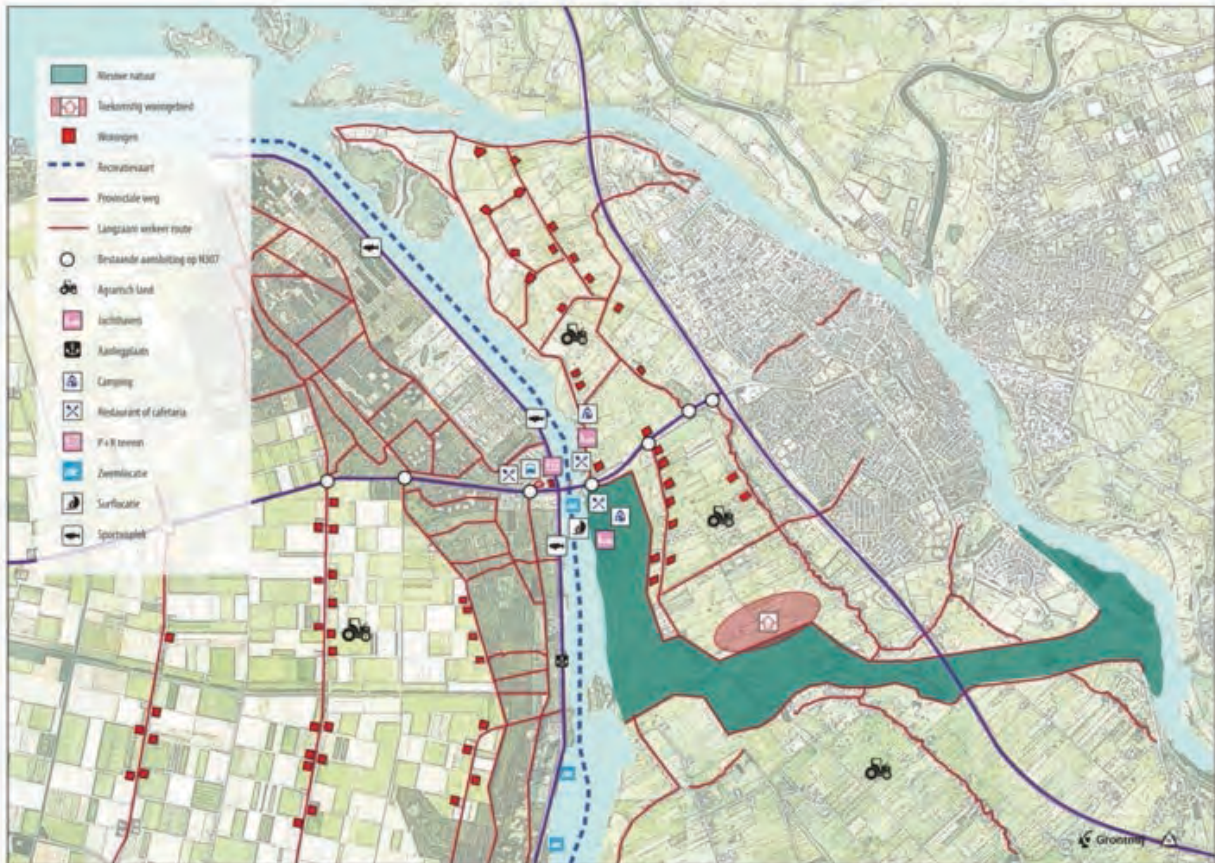 Nieuwe natuur
Toekomstig woongebied
Woningen
Recreatievaart
Provinciale weg
Langzaam verkeer route
Bestaande aansluiting op N307
Agrarisch land
Jachthaven
Aanlegplaats
Camping
Restaurant of cafetaria
P+R terrein
Zwemlocatie
Surflocatie
Sportvisplek
Grontmij